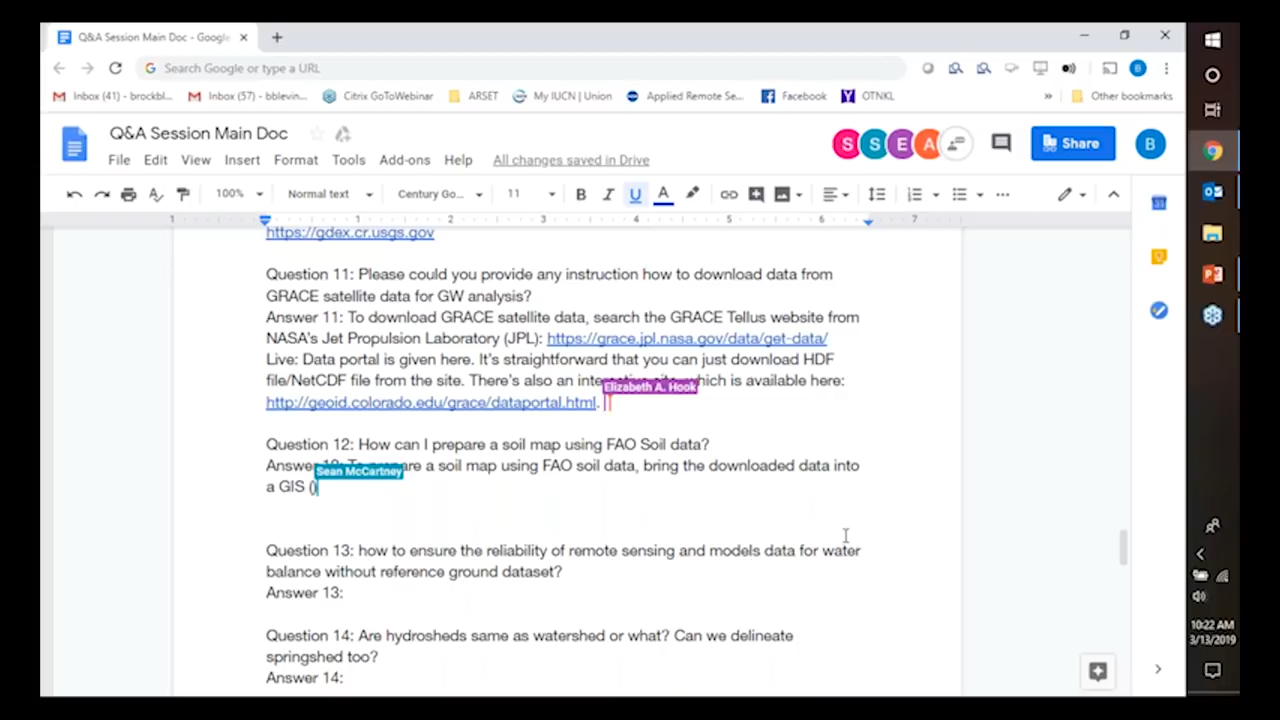 Q&A Session Main Doc - Google
Search Google or type a URL
Inbox (41) - brockbl... Inbox (57) - bblevin... Citrix GoToWebinar ARSET My IUCN | Union Applied Remote Se... Facebook OTNKL » Other bookmarks
Q&A Session Main Doc
S S E A Share B
File Edit View Insert Format Tools Add-ons Help All changes saved in Drive
100% Normal text Century Go... 11 B I U A
1 1 2 3 4 5 6 7
https://gdex.cr.usgs.gov
Question 11: Please could you provide any instruction how to download data from
GRACE satellite data for GW analysis?
Answer 11: To download GRACE satellite data, search the GRACE Tellus website from
NASA's Jet Propulsion Laboratory (JPL): https://grace.jpl.nasa.gov/data/get-data/
Live: Data portal is given here. It's straightforward that you can just download HDF
file/NetCDF file from the site. There's also an which is available here:
Elizabeth A. Hook
http://geoid.colorado.edu/grace/dataportal.html.
Question 12: How can I prepare a soil map using FAO Soil data?
Answer a soil map using FAO soil data, bring the downloaded data into
Sean McCartney
a GIS ()
Question 13: how to ensure the reliability of remote sensing and models data for water
balance without reference ground dataset?
Answer 13:
Question 14: Are hydrosheds same as watershed or what? Can we delineate
springshed too?
Answer 14:
10:22 AM
3/13/2019